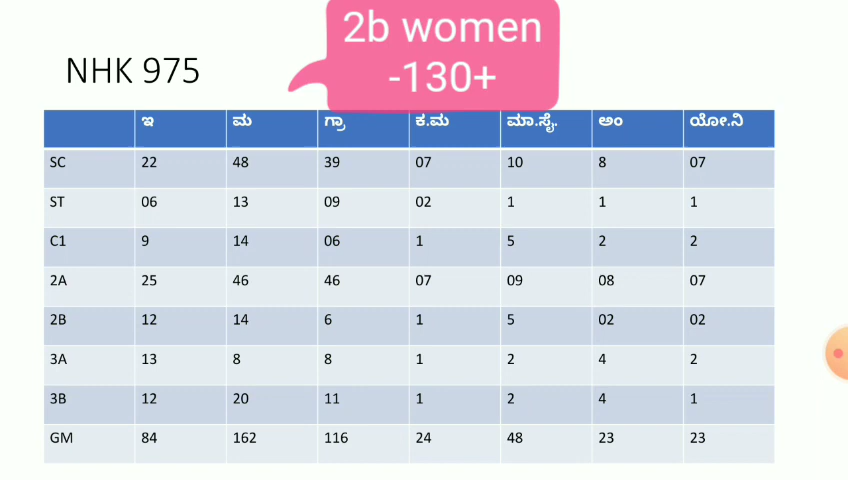 2b women
-130+
NHK 975
ಇ ಮ ಗ್ರಾ ಕ.ಮ ಮಾ.ಸೈ. ಅಂ ಯೋ.ನಿ
SC 22 48 39 07 10 8 07
ST 06 13 09 02 1 1 1
C1 9 14 06 1 5 2 2
2A 25 46 46 07 09 08 07
2B 12 14 6 1 5 02 02
3A 13 8 8 1 2 4 2
3B 12 20 11 1 2 4 1
GM 84 162 116 24 48 23 23